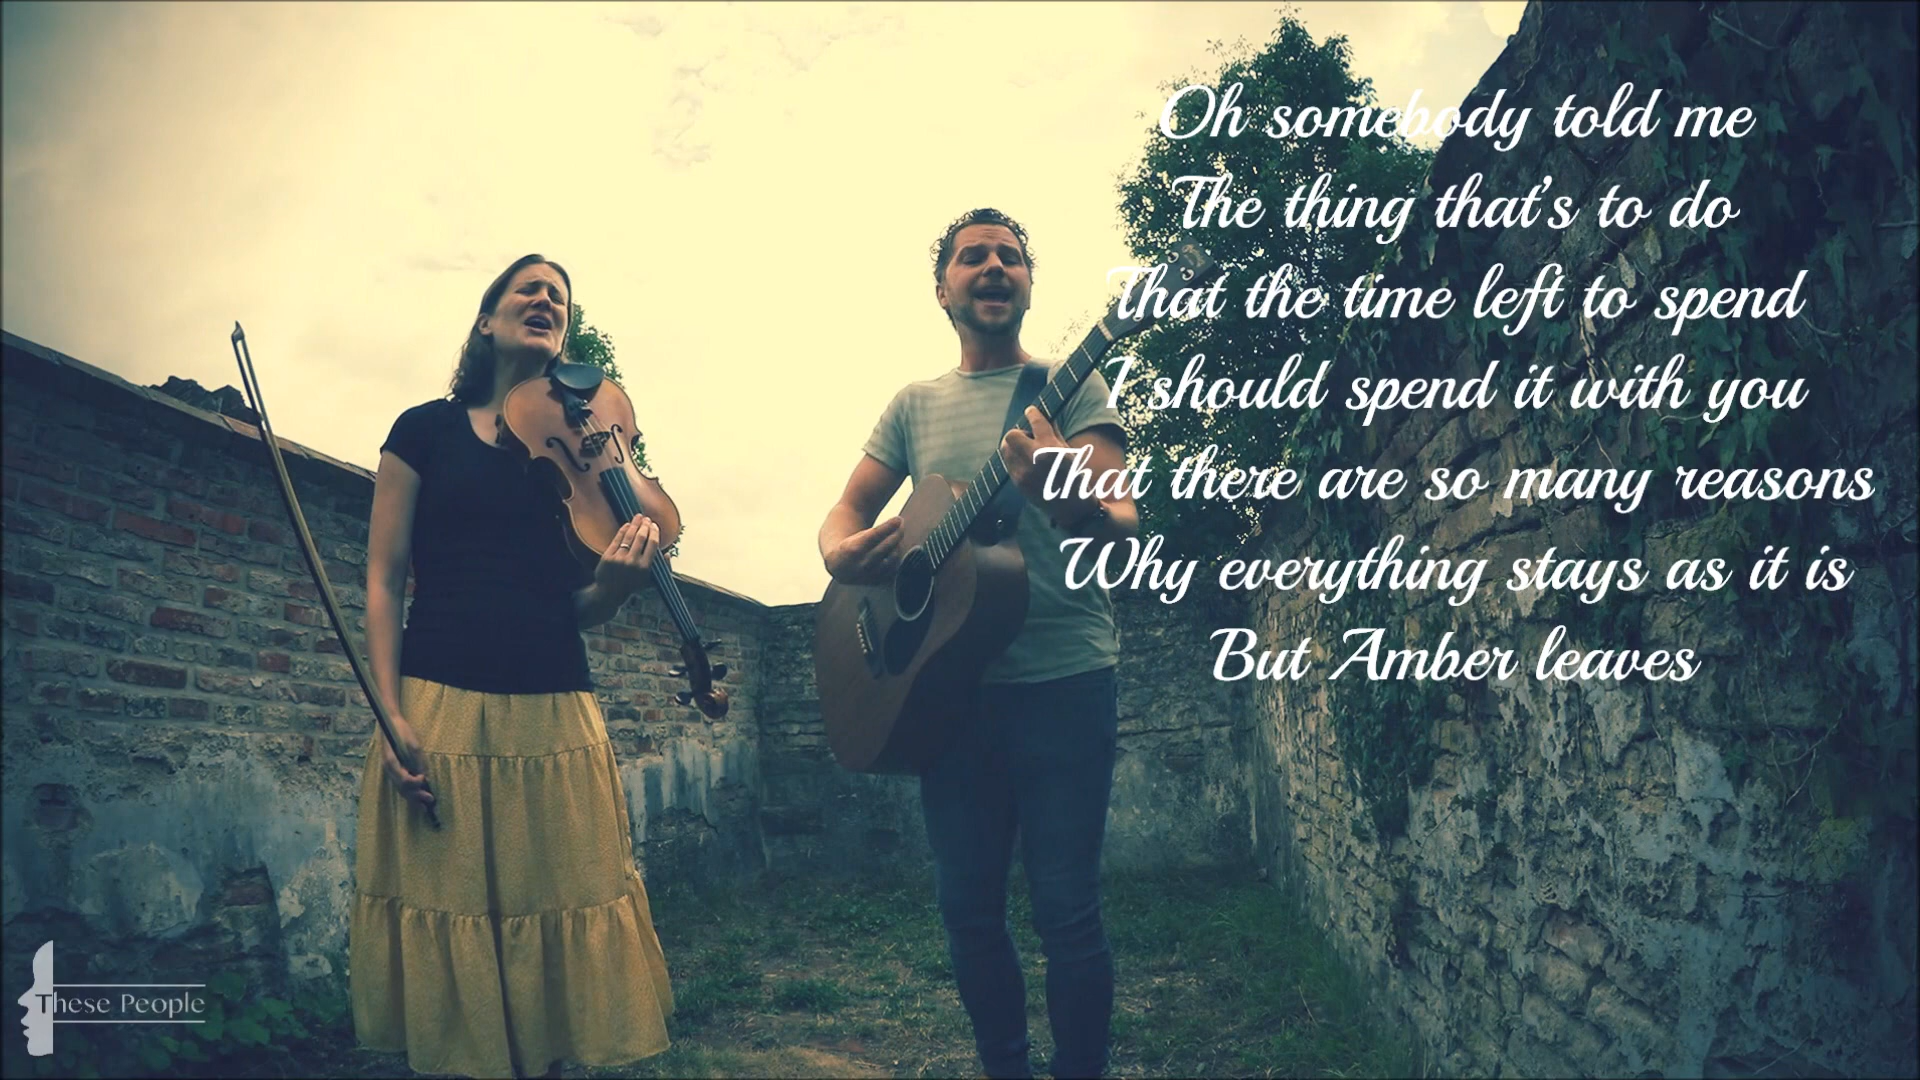 Oh somebody told me
The thing that's to do
That the time left to spend
I should spend it with you
That there are so many reasons
Why everything stays as it is
But Amber leaves
These People